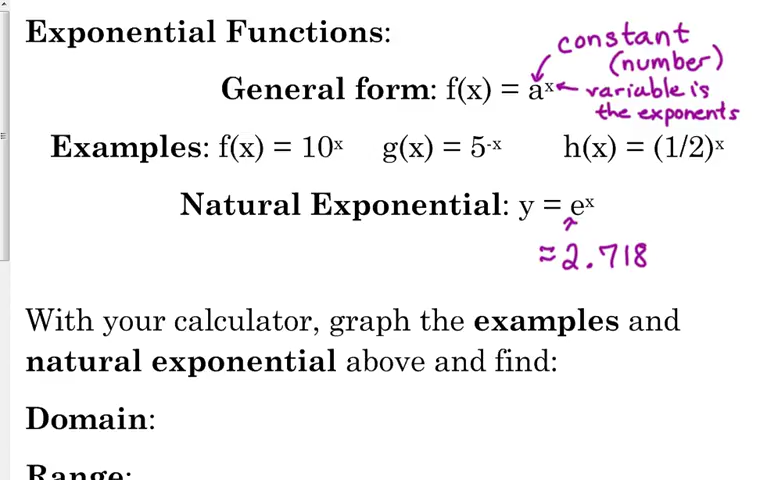 Exponential Functions:
constant
(number)
General form: f(x) = aˣ
variable is
the exponents
Examples: f(x) = 10ˣ g(x) = 5⁻ˣ h(x) = (1/2)ˣ
Natural Exponential: y = eˣ
≈2.718
With your calculator, graph the examples and
natural exponential above and find:
Domain:
Range: